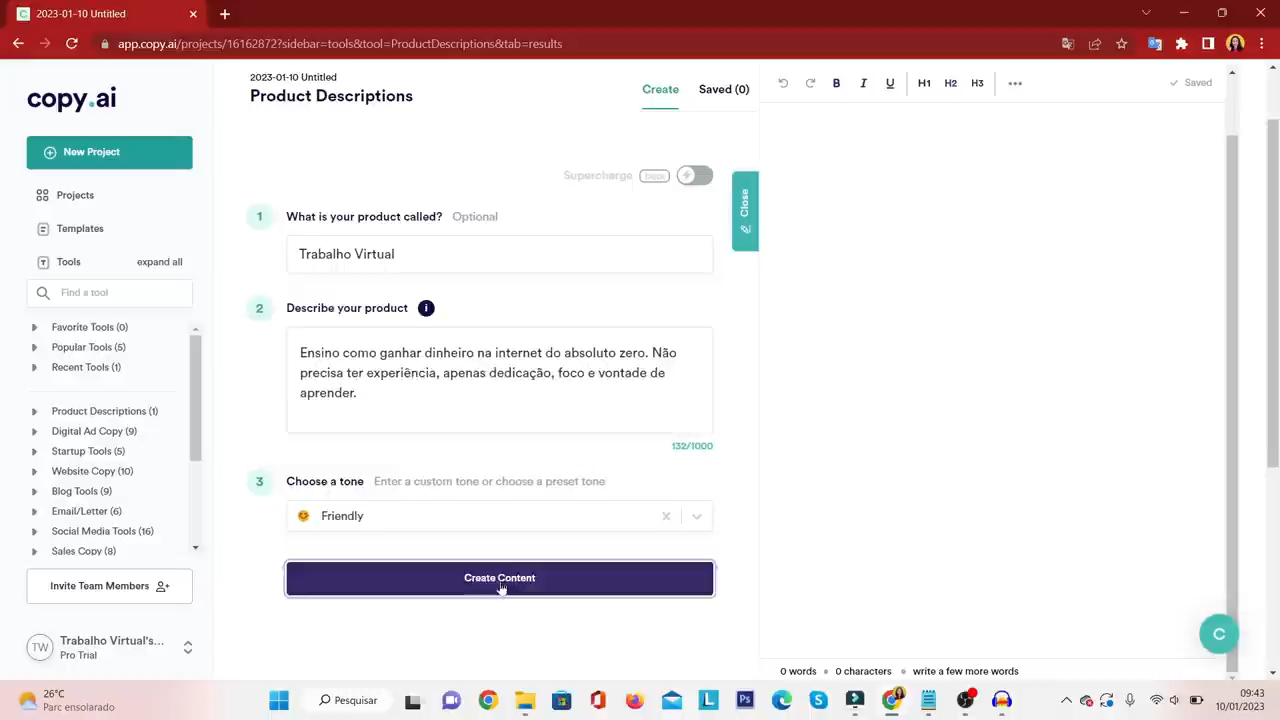 2023-01-10 Untitled
app.copy.ai/projects/16162872?sidebar=tools&tool=ProductDescriptions&tab=results
copy.ai
New Project
Projects
Templates
Tools
expand all
Find a tool
Favorite Tools (0)
Popular Tools (5)
Recent Tools (1)
Product Descriptions (1)
Digital Ad Copy (9)
Startup Tools (5)
Website Copy (10)
Blog Tools (9)
Email/Letter (6)
Social Media Tools (16)
Sales Copy (8)
Invite Team Members
TW
Trabalho Virtual's...
Pro Trial
2023-01-10 Untitled
Product Descriptions
Create
Saved (0)
Supercharge
1
What is your product called? Optional
Trabalho Virtual
2
Describe your product
i
Ensino como ganhar dinheiro na internet do absoluto zero. Não
precisa ter experiência, apenas dedicação, foco e vontade de
aprender.
132/1000
3
Choose a tone Enter a custom tone or choose a preset tone
Friendly
Create Content
Close
B I U H1 H2 H3
Saved
0 words • 0 characters • write a few more words
26°C
Parc ensolarado
Pesquisar
09:43
10/01/2023